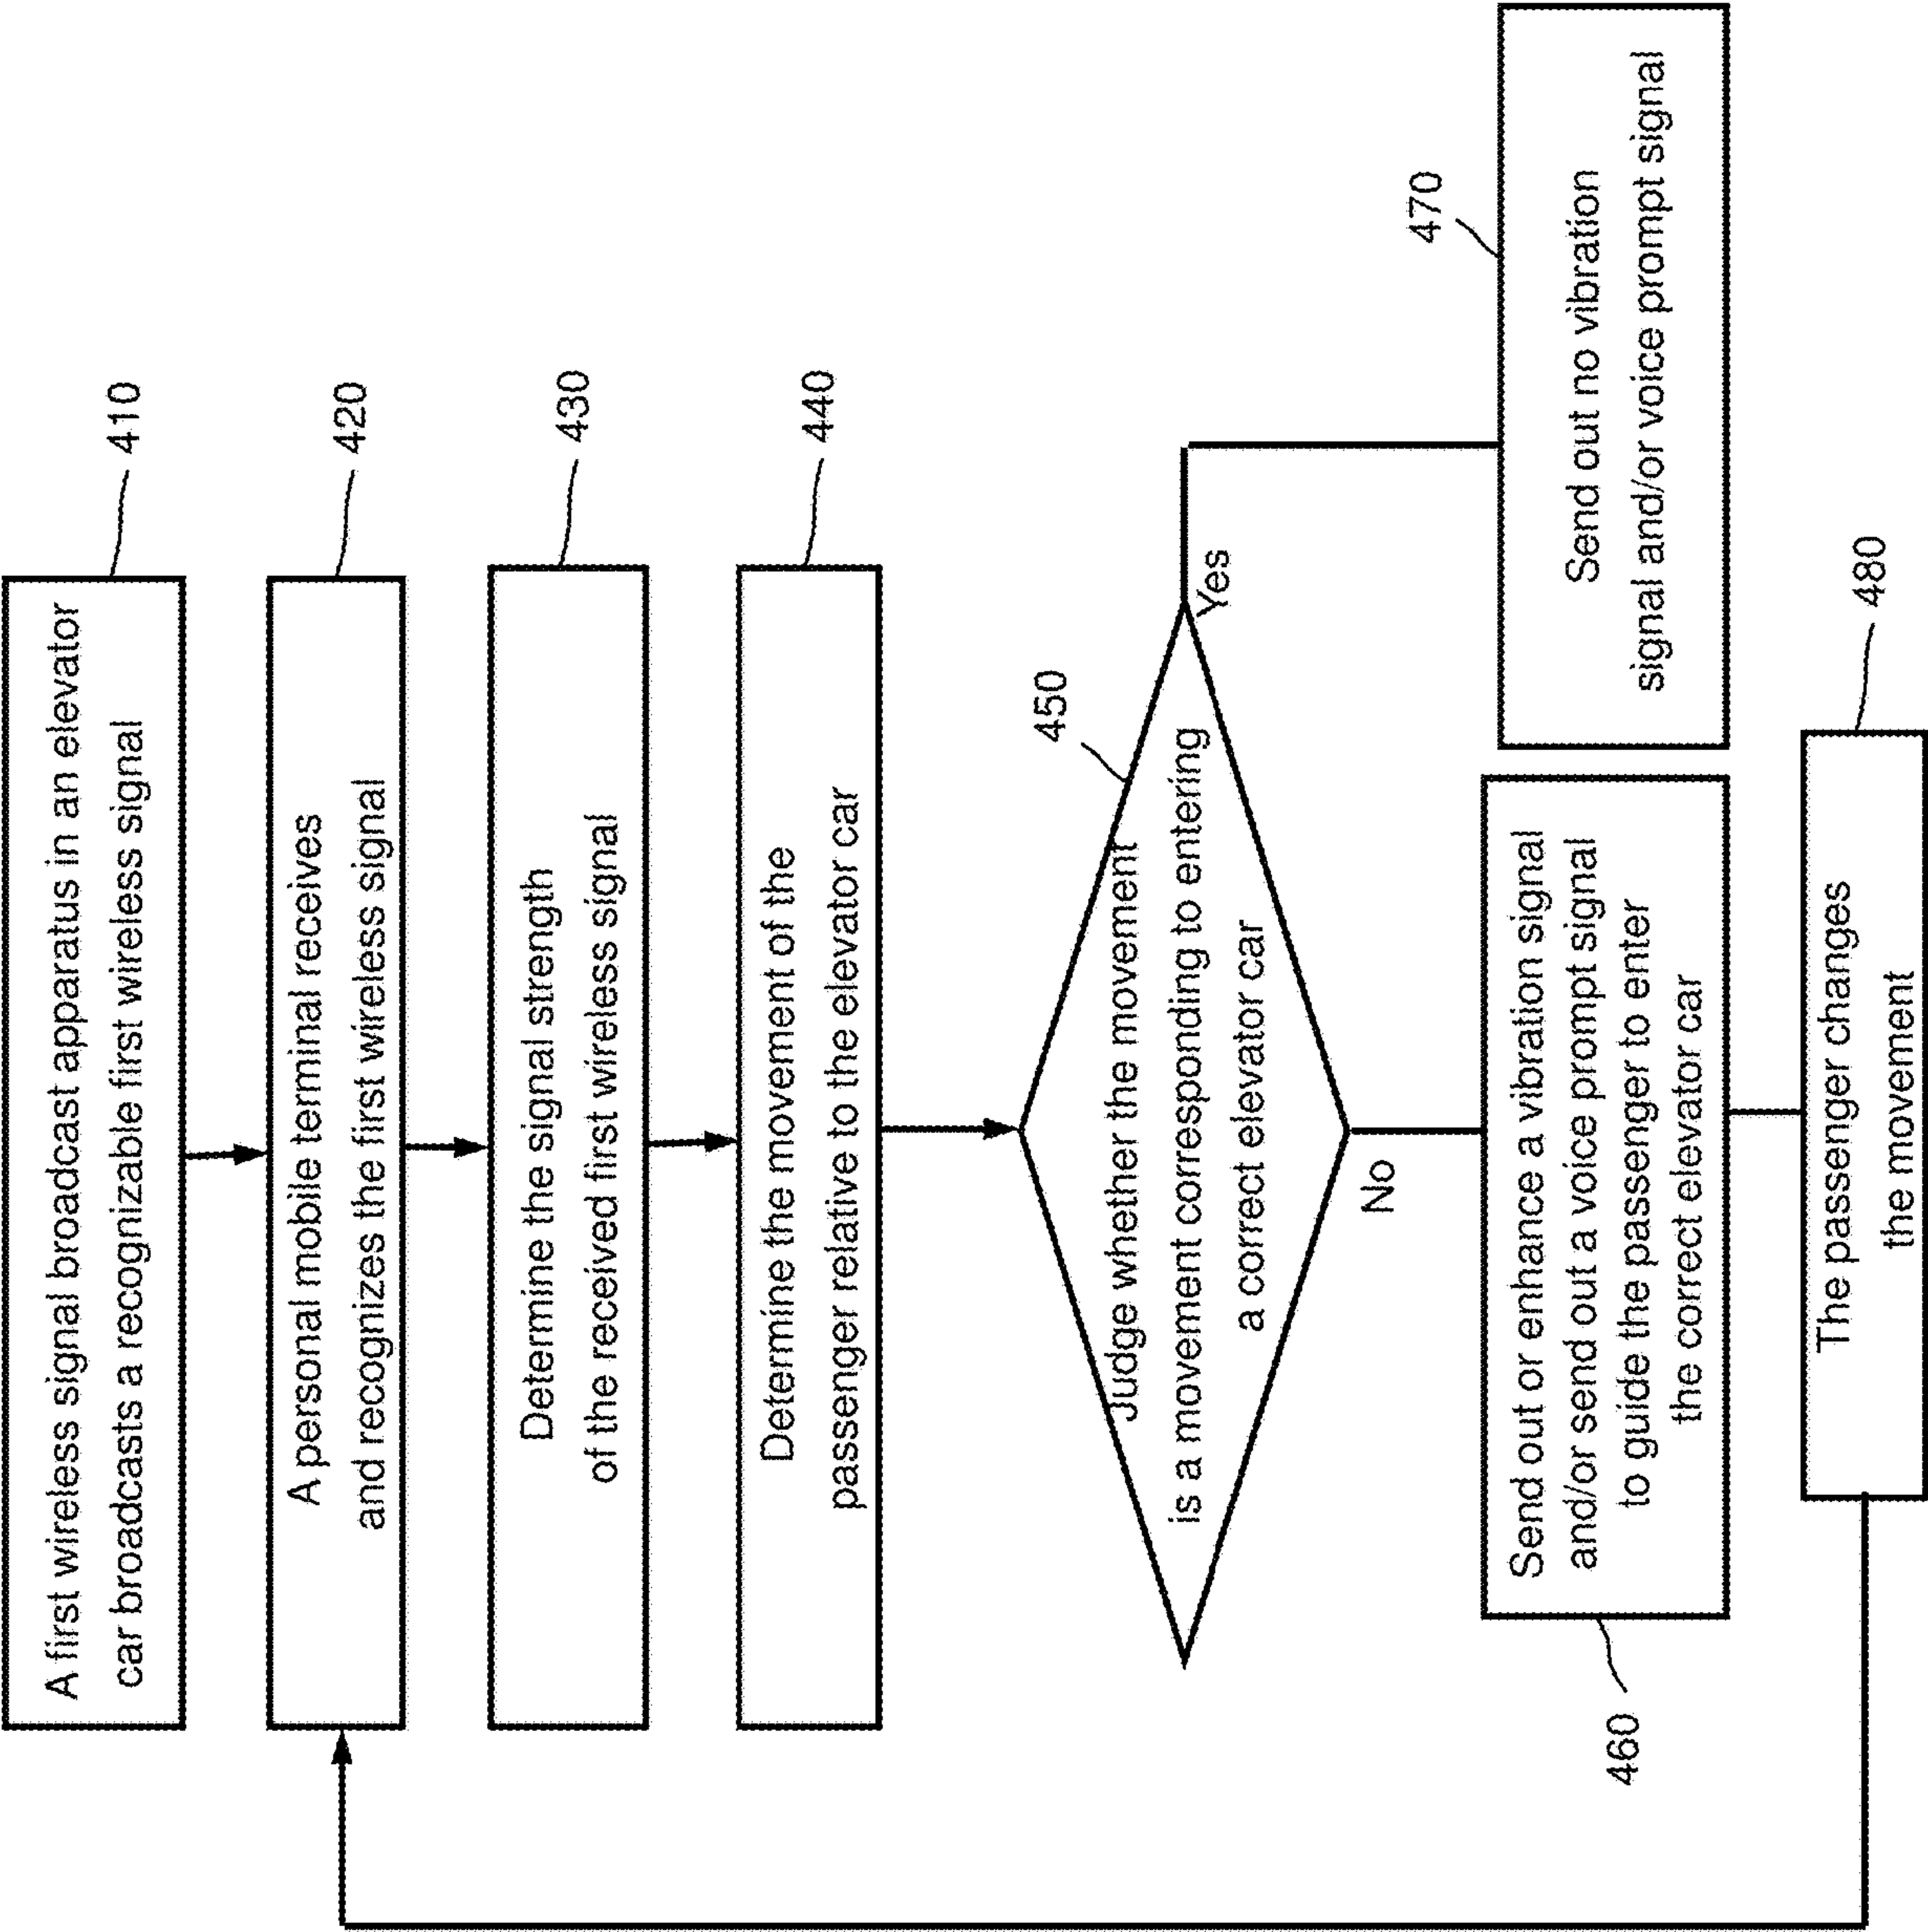 A first wireless signal broadcast apparatus in an elevator
car broadcasts a recognizable first wireless signal
410
A personal mobile terminal receives
and recognizes the first wireless signal
420
Determine the signal strength
of the received first wireless signal
430
Determine the movement of the
passenger relative to the elevator car
440
Judge whether the movement
is a movement corresponding to entering
a correct elevator car
450
Yes
No
Send out or enhance a vibration signal
and/or send out a voice prompt signal
to guide the passenger to enter
the correct elevator car
460
Send out no vibration
signal and/or voice prompt signal
470
The passenger changes
the movement
480